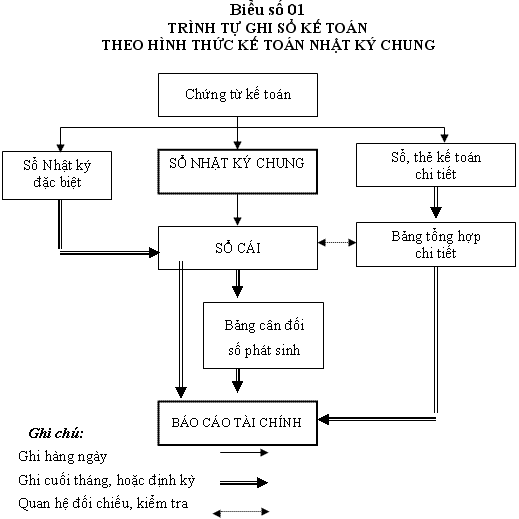 Biểu số 01
TRÌNH TỰ GHI SỔ KẾ TOÁN
THEO HÌNH THỨC KẾ TOÁN NHẬT KÝ CHUNG
Chứng từ kế toán
Sổ Nhật ký
đặc biệt
SỔ NHẬT KÝ CHUNG
Sổ, thẻ kế toán
chi tiết
SỔ CÁI
Bảng tổng hợp
chi tiết
Bảng cân đối
số phát sinh
BÁO CÁO TÀI CHÍNH
Ghi chú:
Ghi hàng ngày
Ghi cuối tháng, hoặc định kỳ
Quan hệ đối chiếu, kiểm tra